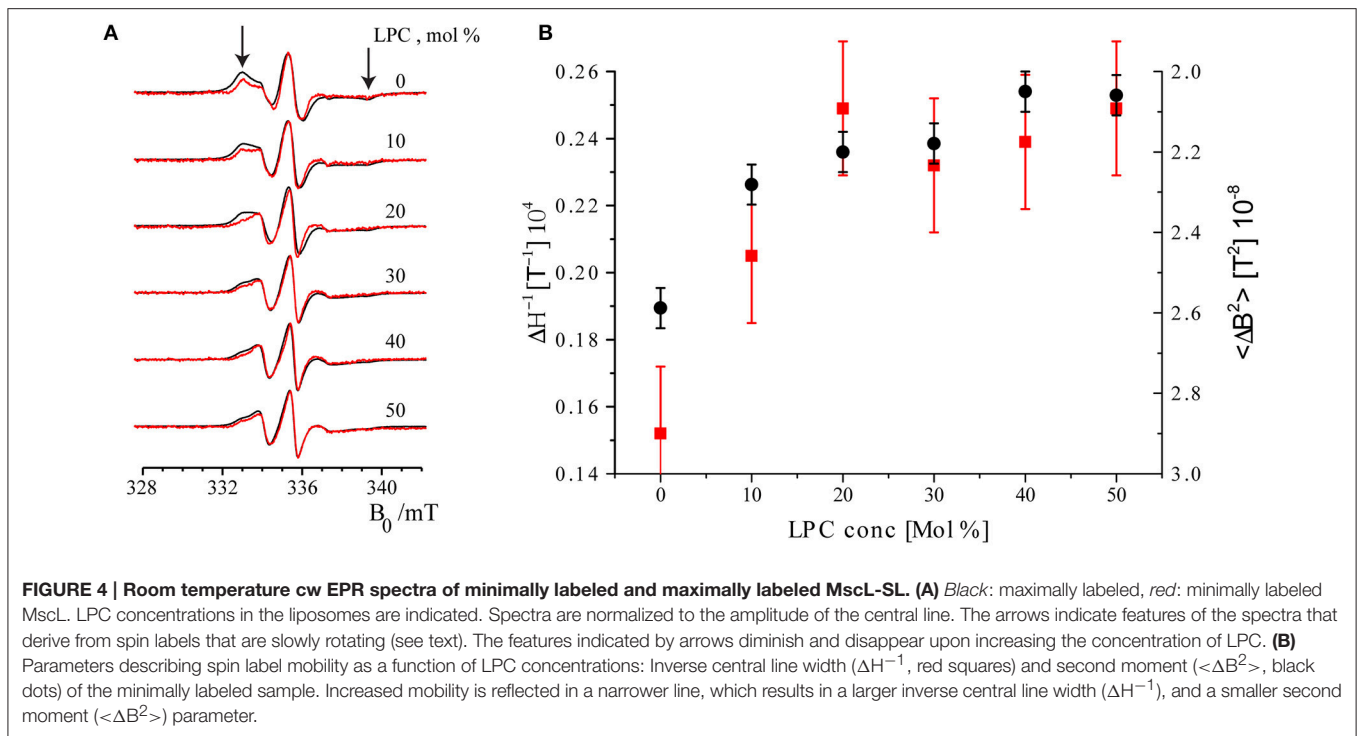 A
LPC , mol %
0
10
20
30
40
50
328 332 336 340
B0 /mT
B
0.26
0.24
0.22
0.20
0.18
0.16
0.14
ΔH⁻¹ [T⁻¹] 10⁴
2.0
2.2
2.4
2.6
2.8
3.0
<ΔB²> [T²] 10⁻⁸
0 10 20 30 40 50
LPC conc [Mol %]
FIGURE 4 | Room temperature cw EPR spectra of minimally labeled and maximally labeled MscL-SL. (A) Black: maximally labeled, red: minimally labeled
MscL. LPC concentrations in the liposomes are indicated. Spectra are normalized to the amplitude of the central line. The arrows indicate features of the spectra that
derive from spin labels that are slowly rotating (see text). The features indicated by arrows diminish and disappear upon increasing the concentration of LPC. (B)
Parameters describing spin label mobility as a function of LPC concentrations: Inverse central line width (ΔH⁻¹, red squares) and second moment (<ΔB²>, black
dots) of the minimally labeled sample. Increased mobility is reflected in a narrower line, which results in a larger inverse central line width (ΔH⁻¹), and a smaller second
moment (<ΔB²>) parameter.